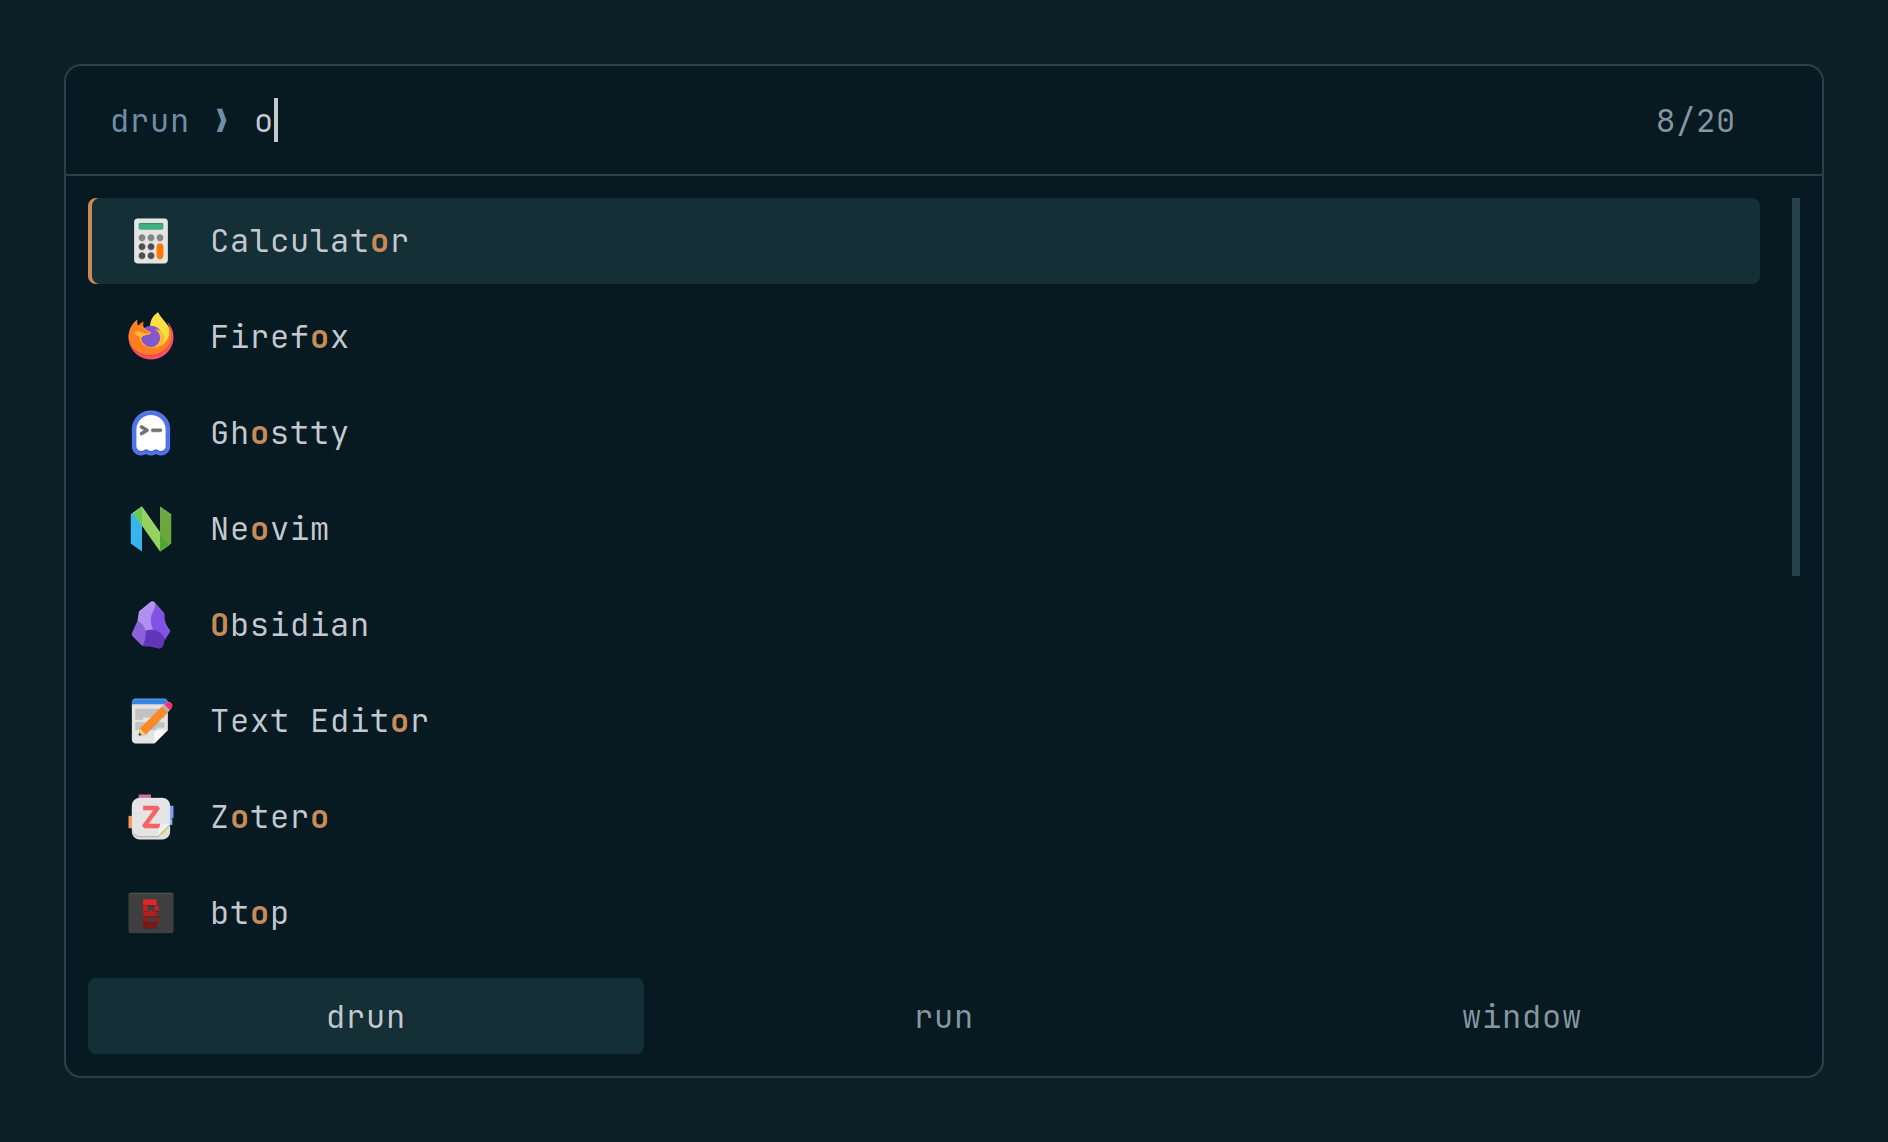 drun ❫ o 8/20
Calculator
Firefox
Ghostty
Neovim
Obsidian
Text Editor
Zotero
btop
drun run window